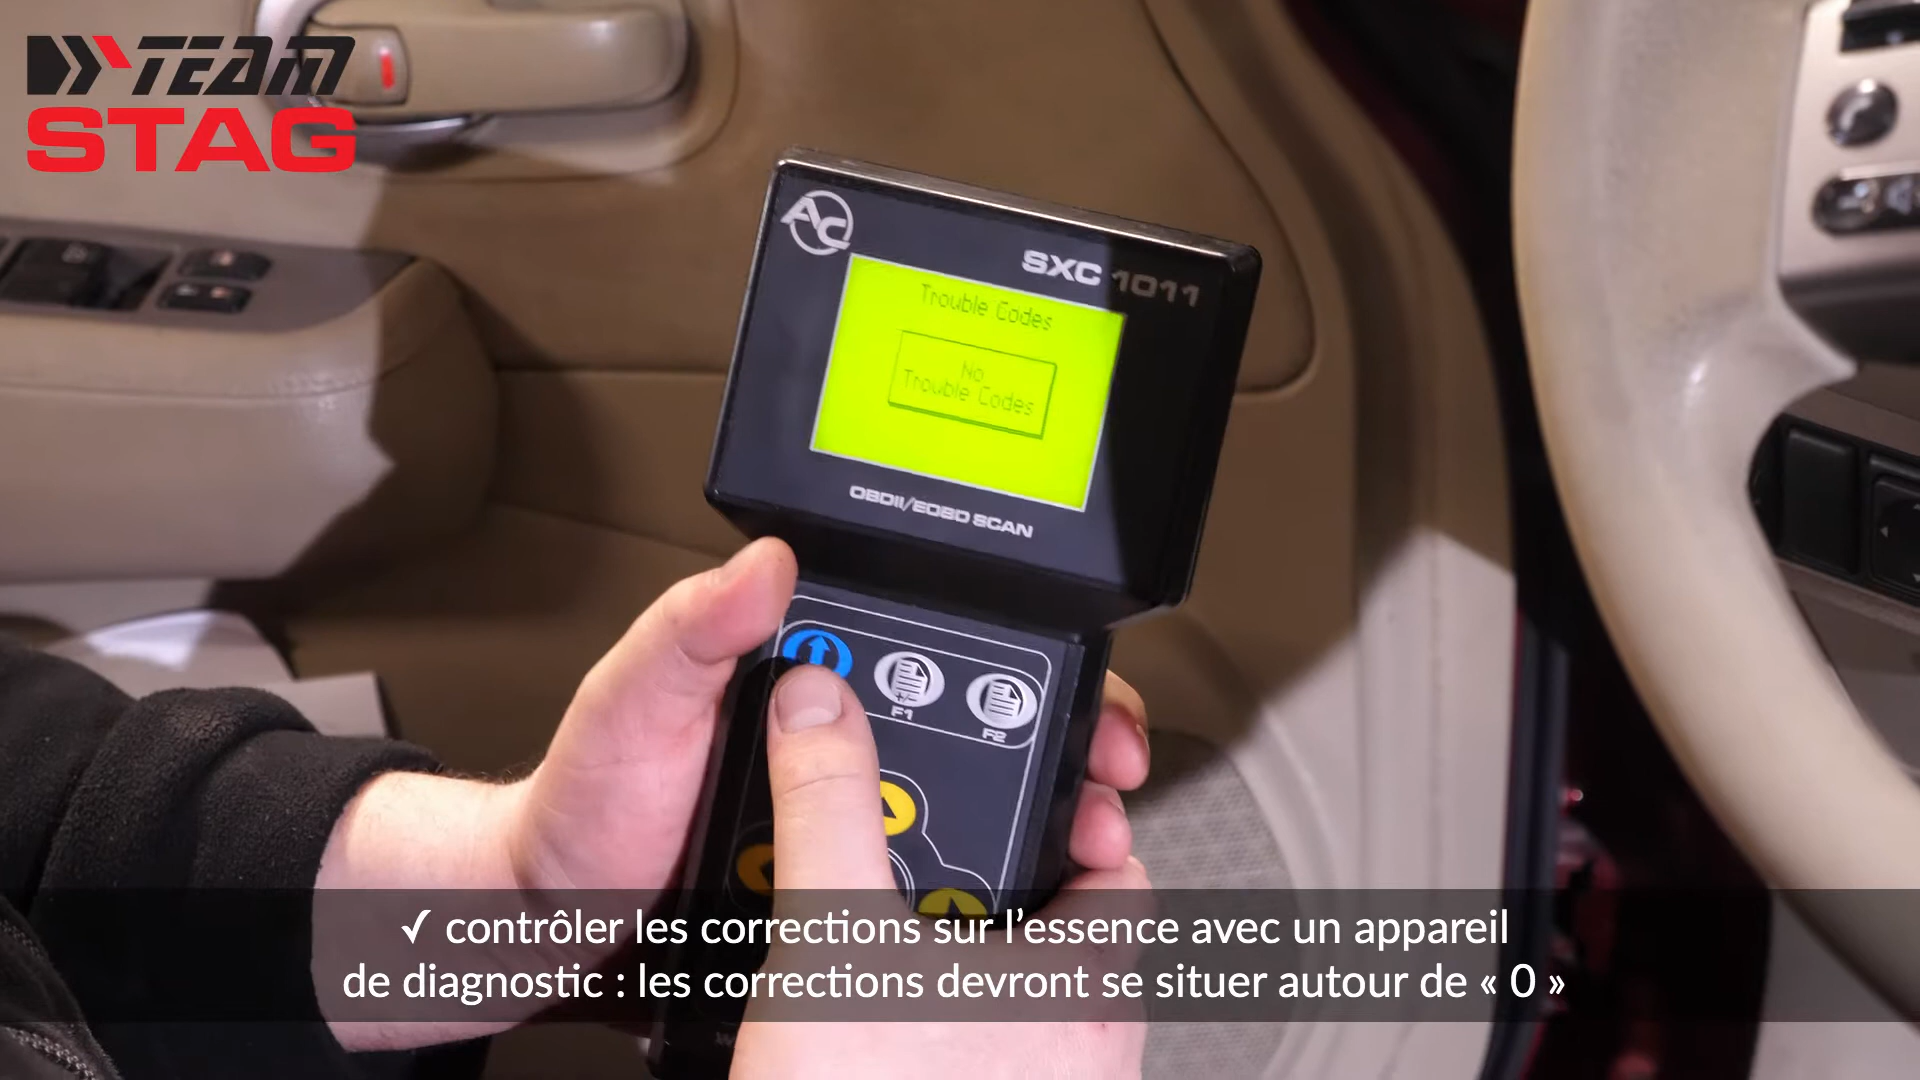 TEAM
STAG
AC
SXC 1011
Trouble Codes
No
Trouble Codes
OBDII/EOBD SCAN
+/-
F1
F2
✓ contrôler les corrections sur l’essence avec un appareil
de diagnostic : les corrections devront se situer autour de « 0 »